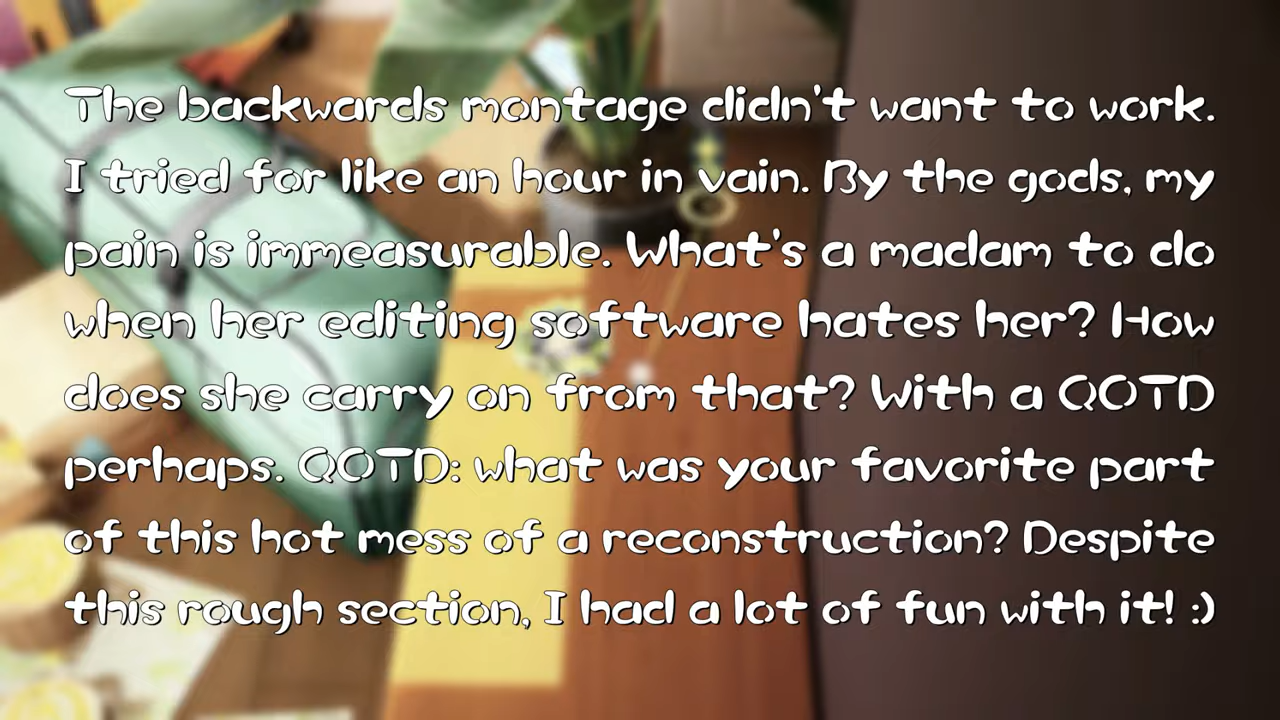 The backwards montage didn't want to work.
I tried for like an hour in vain. By the gods, my
pain is immeasurable. What's a madam to do
when her editing software hates her? How
does she carry on from that? With a QOTD
perhaps. QOTD: what was your favorite part
of this hot mess of a reconstruction? Despite
this rough section, I had a lot of fun with it! :)